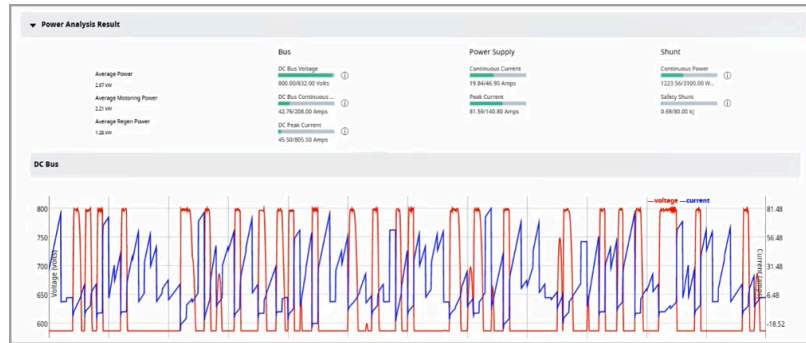 Power Analysis Result
Bus
Power Supply
Shunt
Average Power
2.87 kW
Average Motoring Power
2.21 kW
Average Regen Power
1.28 kW
DC Bus Voltage
800.00/832.00 Volts
DC Bus Continuous ...
42.76/208.00 Amps
DC Peak Current
45.50/805.50 Amps
Continuous Current
19.84/46.90 Amps
Peak Current
81.59/140.80 Amps
Continuous Power
1223.56/3100.00 W...
Safety Shunt
0.69/80.00 kJ
DC Bus
voltage
current
800
750
700
650
600
Voltage (volts)
81.48
56.48
31.48
6.48
-18.52
Current (amps)